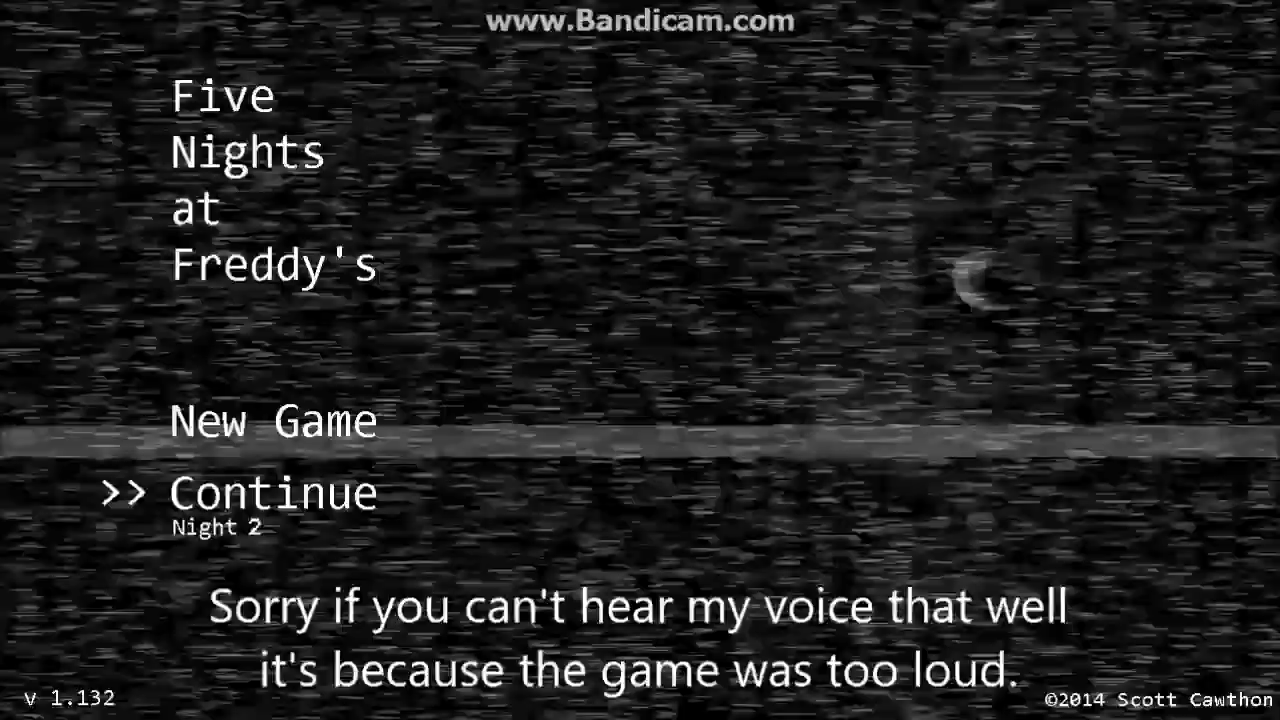 www.Bandicam.com
Five
Nights
at
Freddy's
New Game
>> Continue
Night 2
Sorry if you can't hear my voice that well
it's because the game was too loud.
v 1.132
©2014 Scott Cawthon